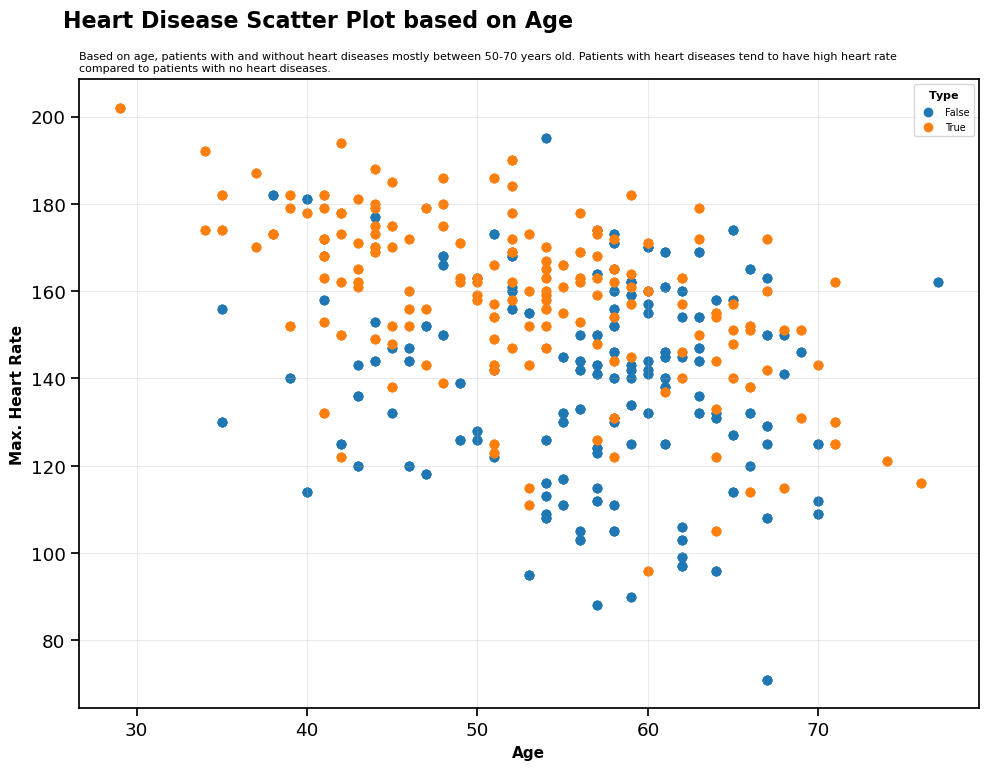 Heart Disease Scatter Plot based on Age
Based on age, patients with and without heart diseases mostly between 50-70 years old. Patients with heart diseases tend to have high heart rate
compared to patients with no heart diseases.
Type
False
True
200
180
160
140
120
100
80
Max. Heart Rate
30 40 50 60 70
Age